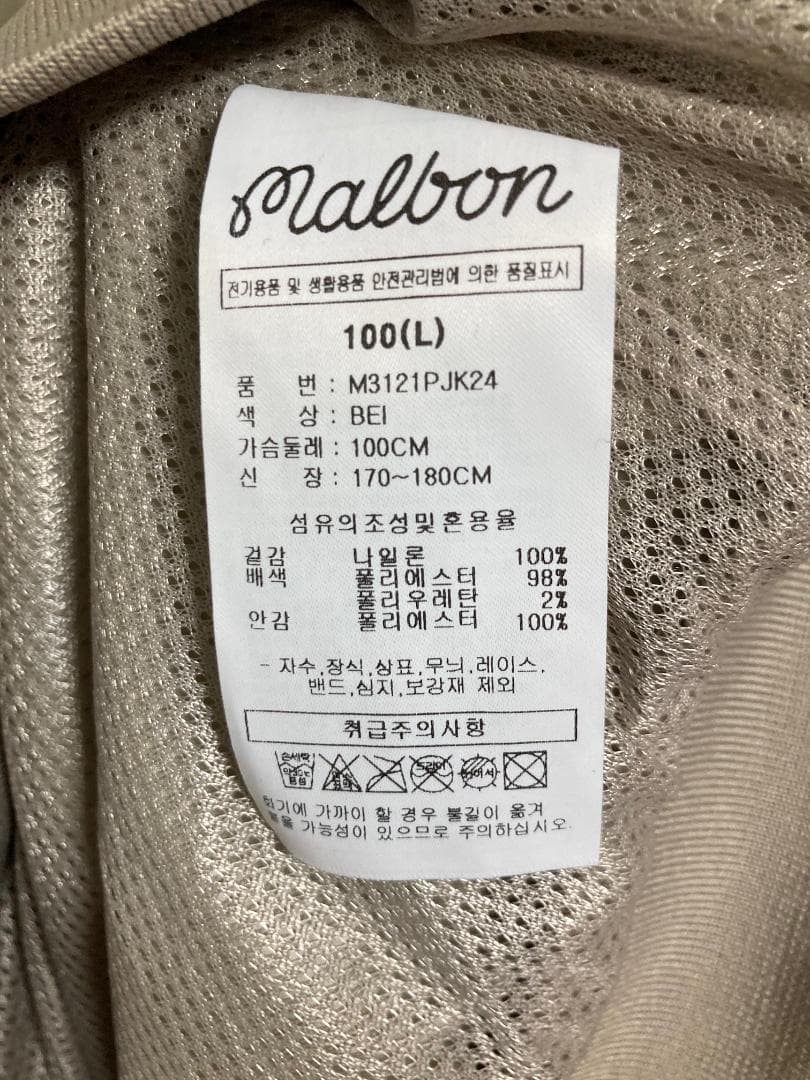 malbon
전기용품 및 생활용품 안전관리법에 의한 품질표시
100(L)
품 번 : M3121PJK24
색 상 : BEI
가슴둘레 : 100CM
신 장 : 170~180CM
섬유의조성및혼용율
겉감 나일론 100%
배색 폴리에스터 98%
폴리우레탄 2%
안감 폴리에스터 100%
- 자수,장식,상표,무늬,레이스,
밴드,심지,보강재 제외
취급주의사항
손세탁
드라이
화기에 가까이 할 경우 불길이 옮겨
붙을 가능성이 있으므로 주의하십시오.